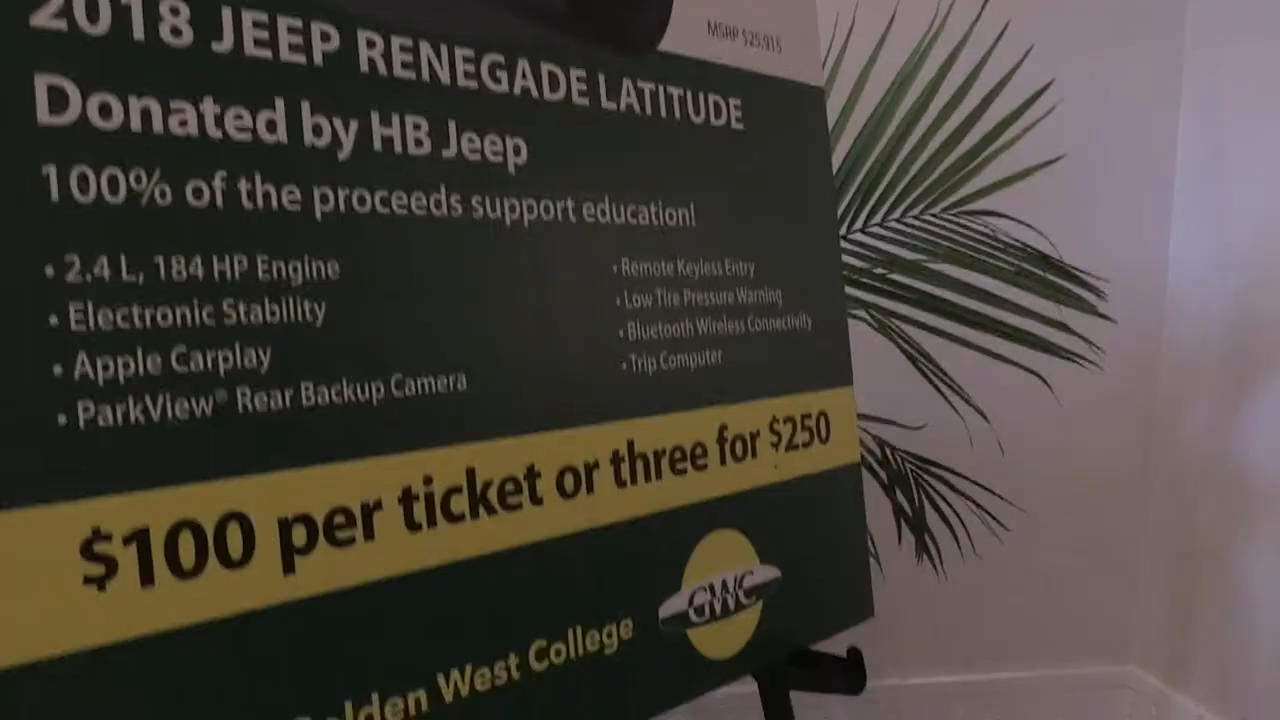 MSRP $25,915
2018 JEEP RENEGADE LATITUDE
Donated by HB Jeep
100% of the proceeds support education!
• 2.4 L, 184 HP Engine
• Electronic Stability
• Apple Carplay
• ParkView® Rear Backup Camera
• Remote Keyless Entry
• Low Tire Pressure Warning
• Bluetooth Wireless Connectivity
• Trip Computer
$100 per ticket or three for $250
GWC
olden West College